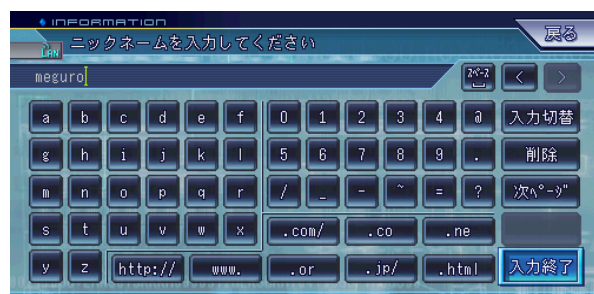 INFORMATION
戻る
LAN ニックネームを入力してください
meguro スペース < >
a b c d e f 0 1 2 3 4 @ 入力切替
g h i j k l 5 6 7 8 9 . 削除
m n o p q r / _ - ~ = ? 次ページ
s t u v w x .com/ .co .ne
y z http:// www. .or .jp/ .html 入力終了